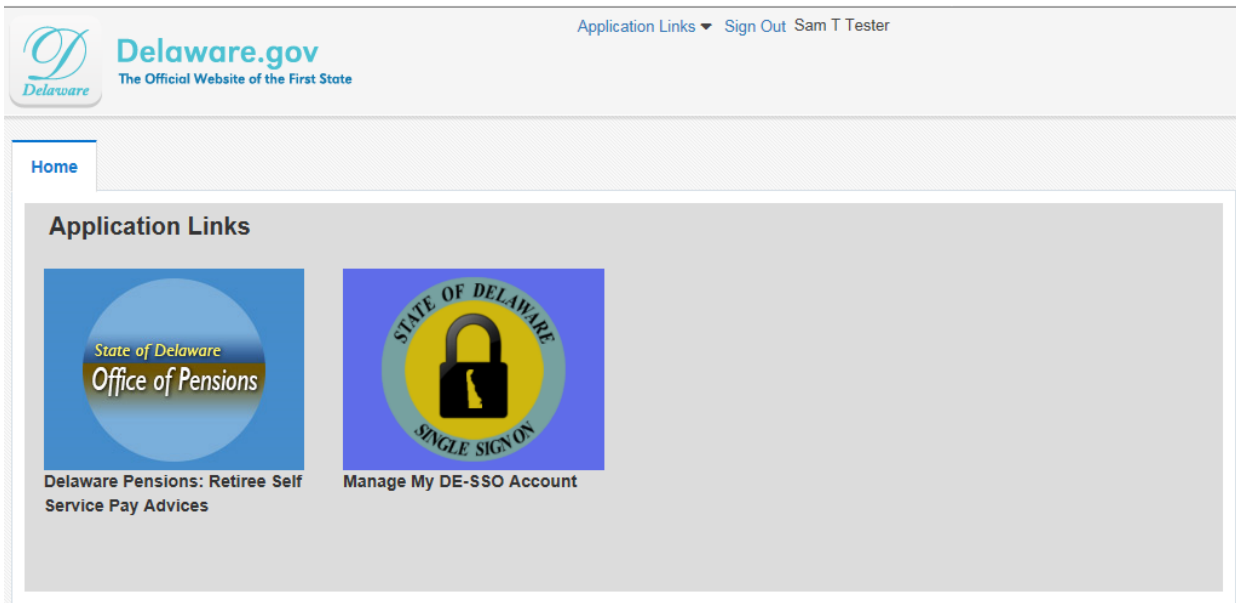 Application Links Sign Out Sam T Tester
D
Delaware
Delaware.gov
The Official Website of the First State
Home
Application Links
State of Delaware
Office of Pensions
STATE OF DELAWARE
SINGLE SIGN ON
Delaware Pensions: Retiree Self
Service Pay Advices
Manage My DE-SSO Account